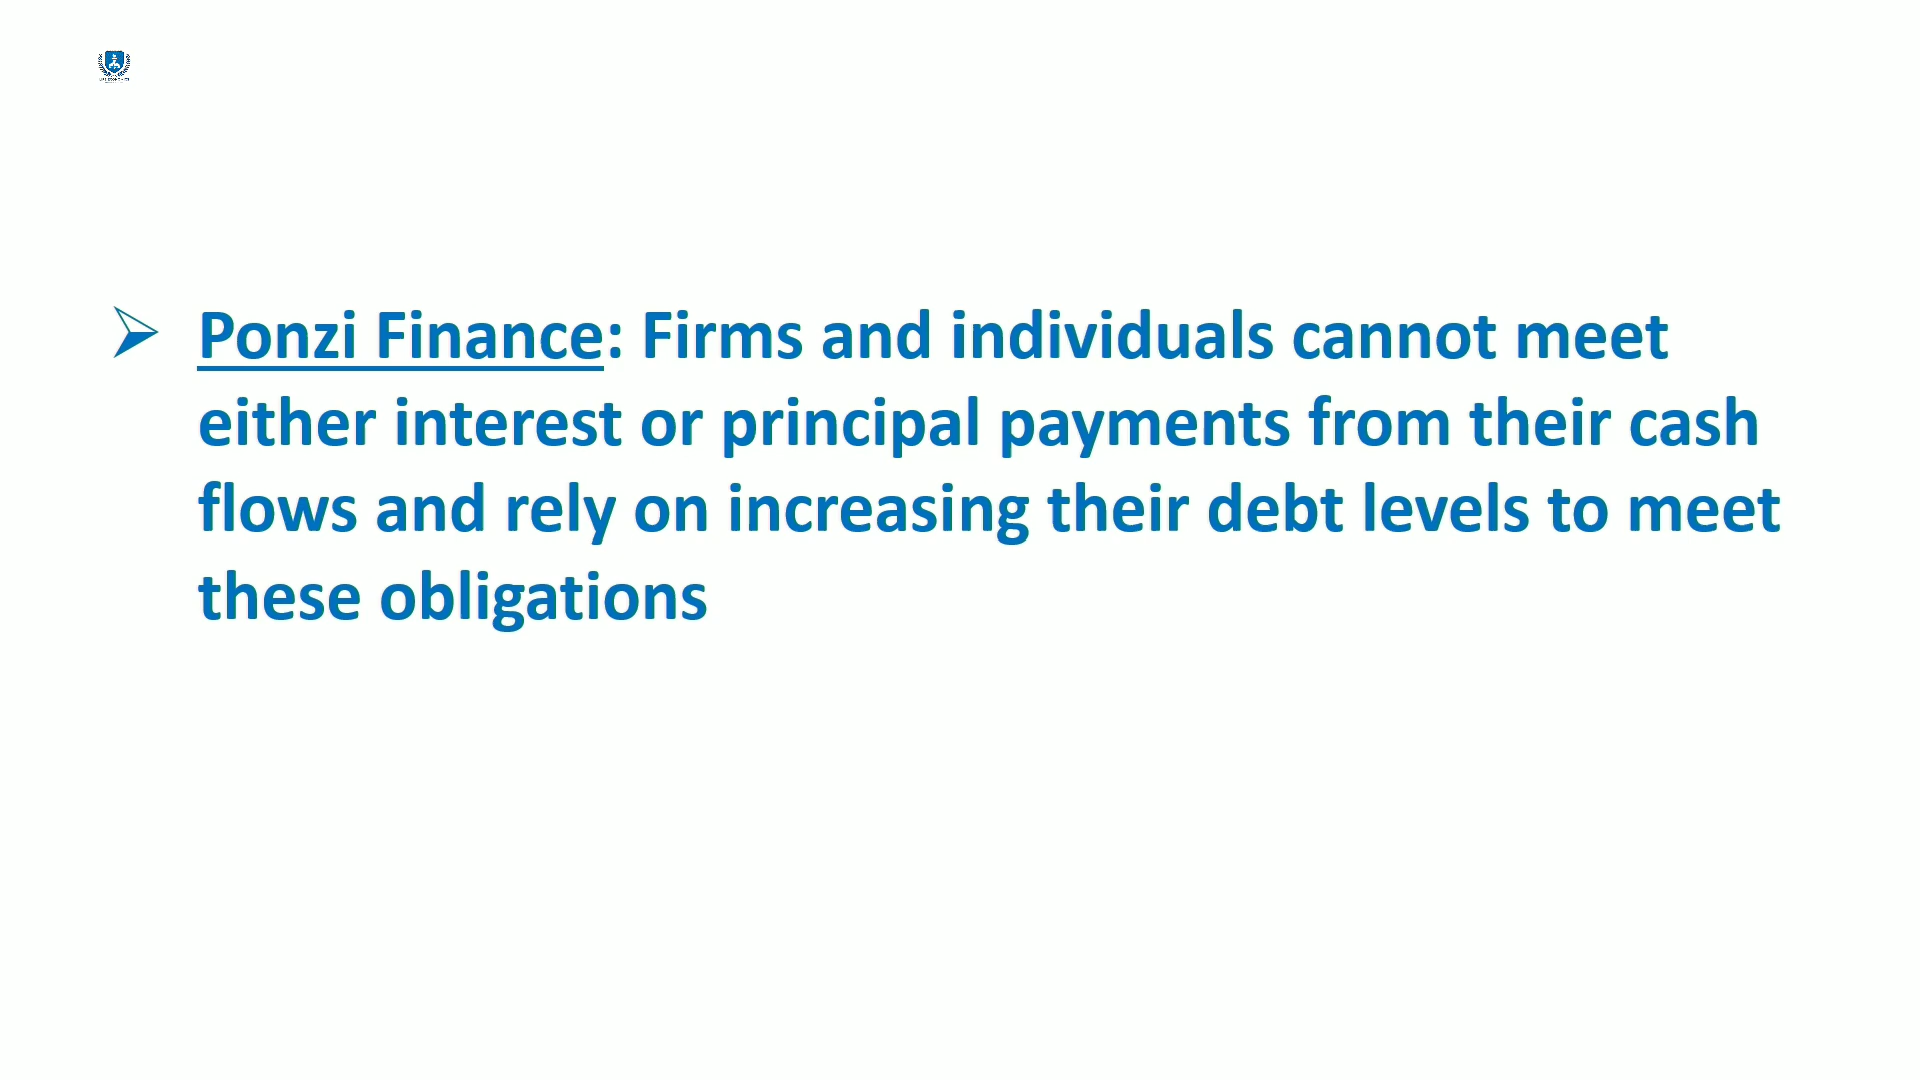 Ponzi Finance: Firms and individuals cannot meet
either interest or principal payments from their cash
flows and rely on increasing their debt levels to meet
these obligations